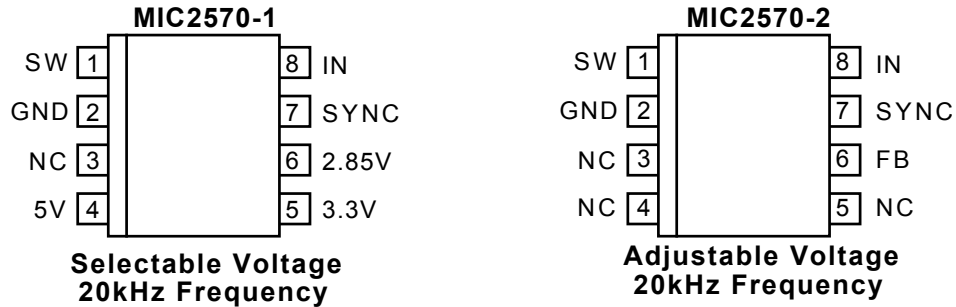 MIC2570-1
SW 1 8 IN
GND 2 7 SYNC
NC 3 6 2.85V
5V 4 5 3.3V
Selectable Voltage
20kHz Frequency
MIC2570-2
SW 1 8 IN
GND 2 7 SYNC
NC 3 6 FB
NC 4 5 NC
Adjustable Voltage
20kHz Frequency